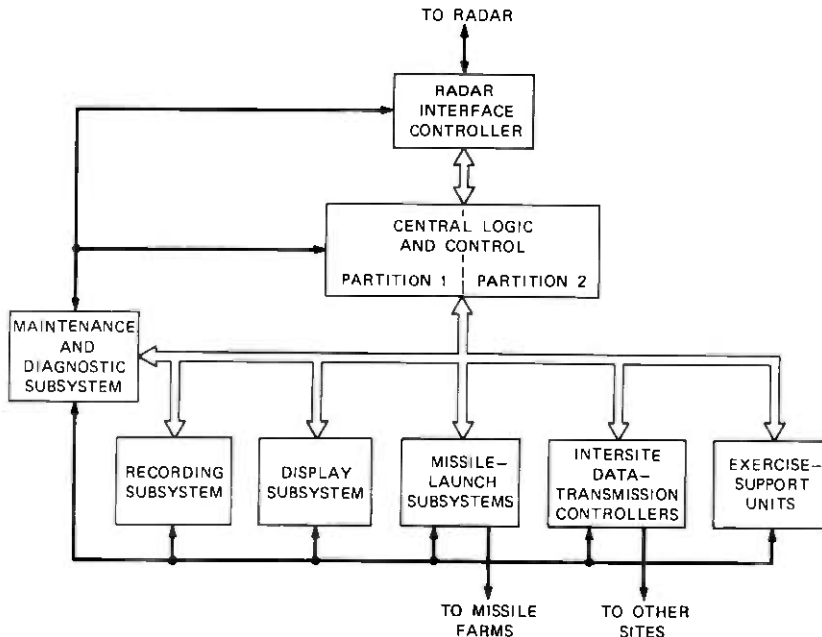 TO RADAR
RADAR
INTERFACE
CONTROLLER
CENTRAL LOGIC
AND CONTROL
PARTITION 1
PARTITION 2
MAINTENANCE
AND
DIAGNOSTIC
SUBSYSTEM
RECORDING
SUBSYSTEM
DISPLAY
SUBSYSTEM
MISSILE-
LAUNCH
SUBSYSTEMS
INTERSITE
DATA-
TRANSMISSION
CONTROLLERS
EXERCISE-
SUPPORT
UNITS
TO MISSILE
FARMS
TO OTHER
SITES